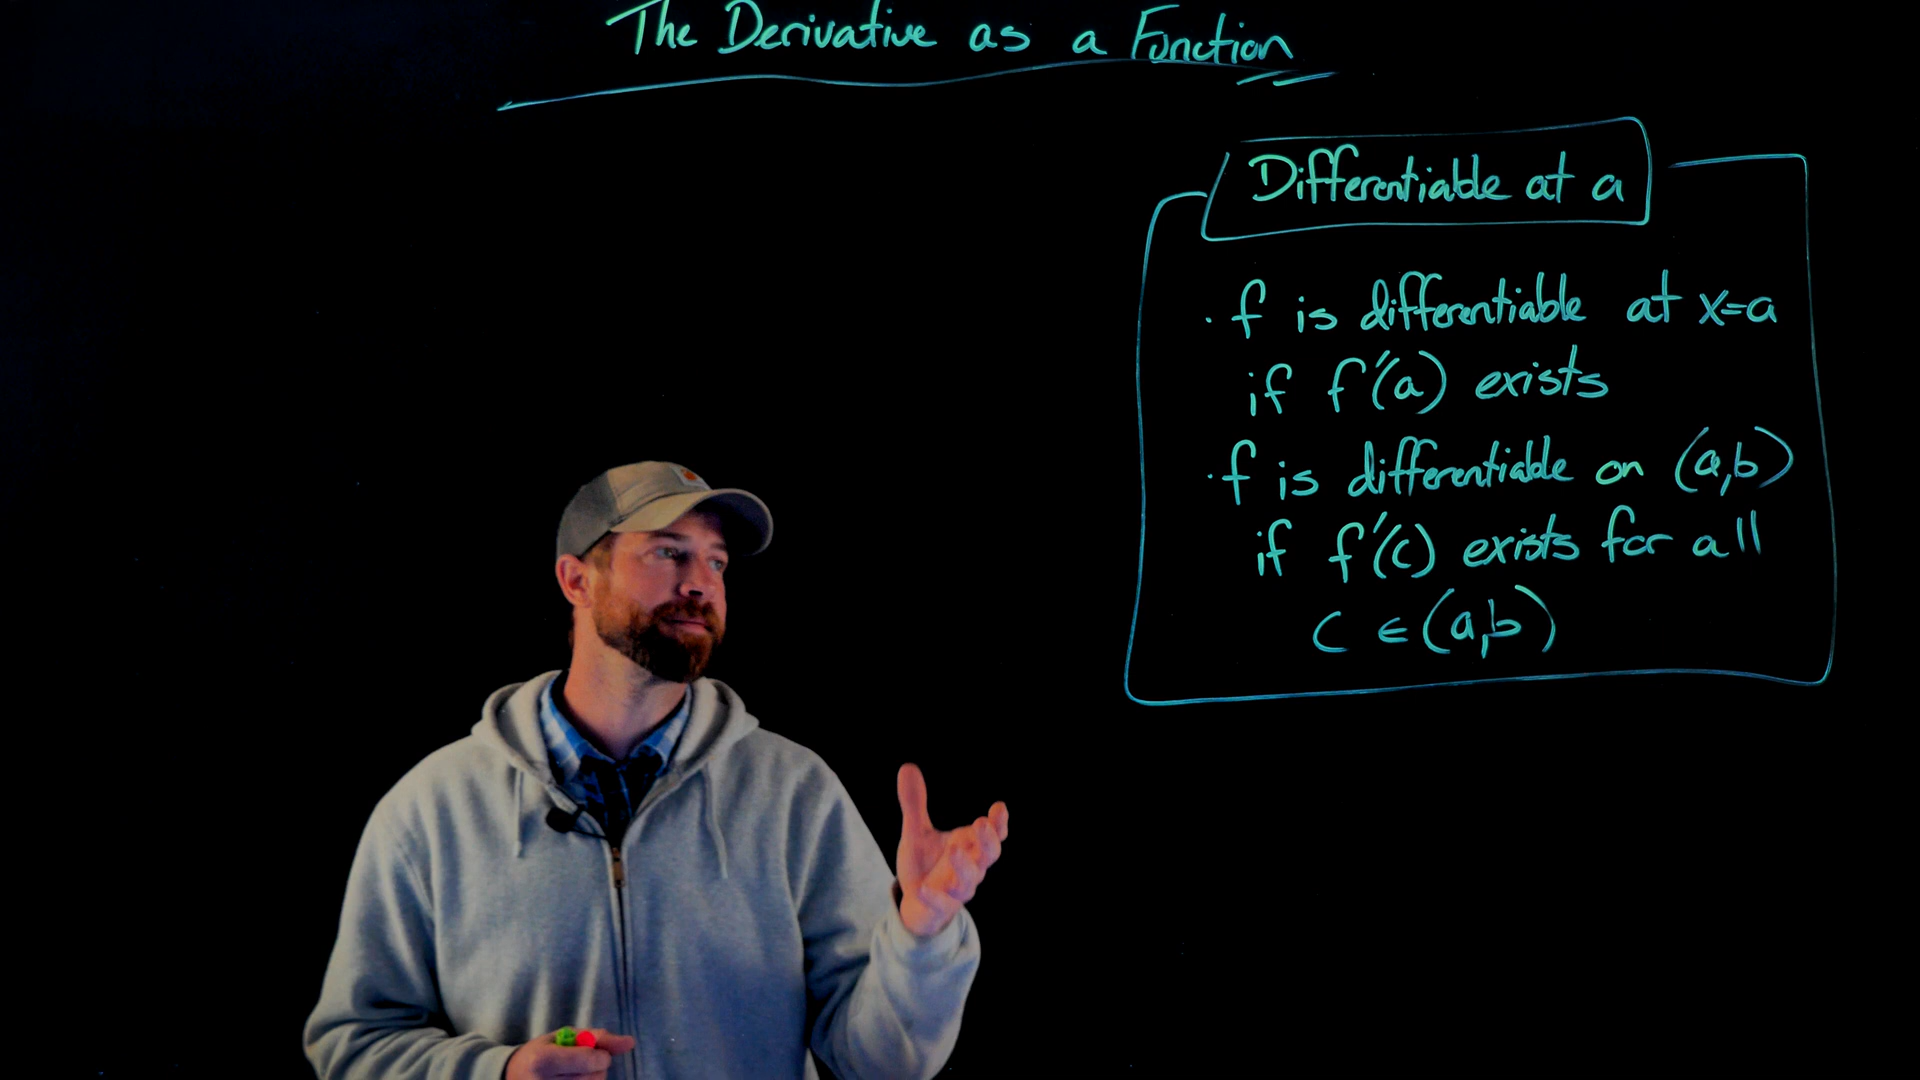 The Derivative as a Function
Differentiable at a
· f is differentiable at x=a
if f'(a) exists
· f is differentiable on (a,b)
if f'(c) exists for all
c ∈ (a,b)